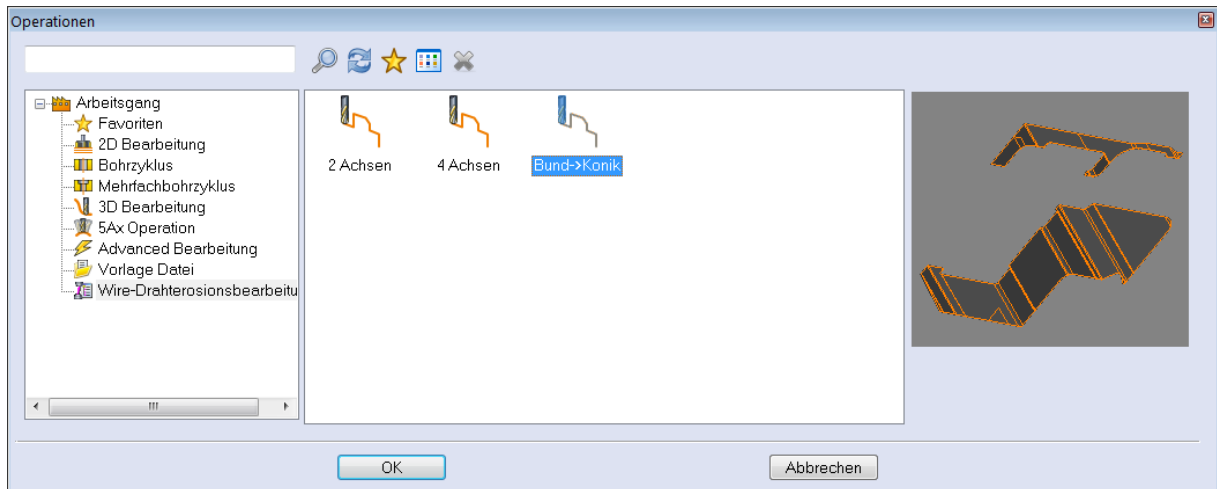 Operationen
Arbeitsgang
Favoriten
2D Bearbeitung
Bohrzyklus
Mehrfachbohrzyklus
3D Bearbeitung
5Ax Operation
Advanced Bearbeitung
Vorlage Datei
Wire-Drahterosionsbearbeitu
2 Achsen
4 Achsen
Bund->Konik
OK
Abbrechen